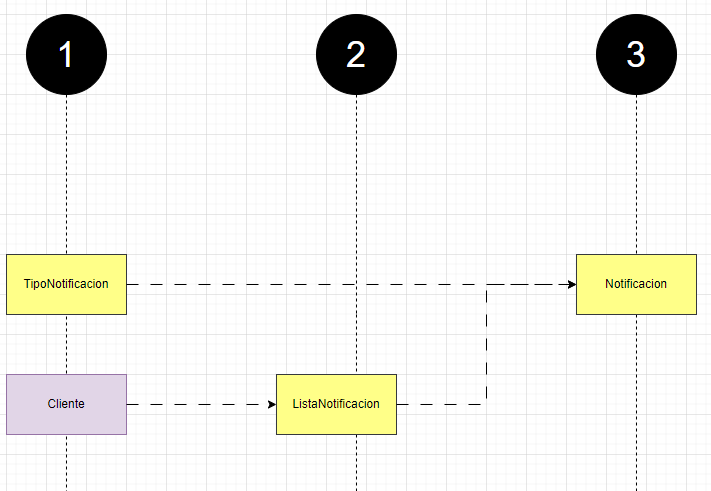 1
2
3
TipoNotificacion
Notificacion
Cliente
ListaNotificacion